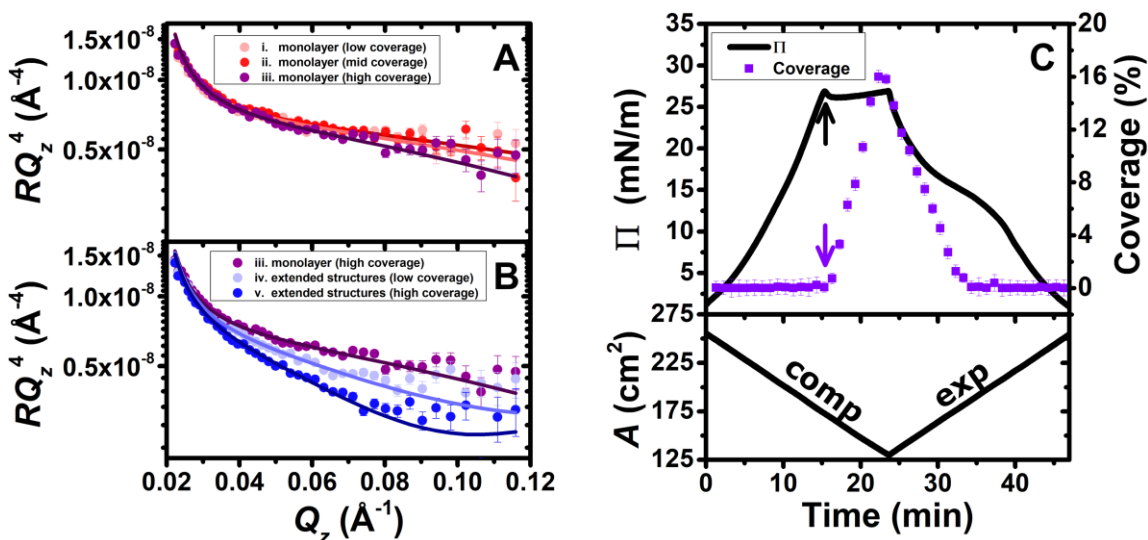 A
1.5x10⁻⁸
1.0x10⁻⁸
0.5x10⁻⁸
RQz⁴ (Å⁻⁴)
i. monolayer (low coverage)
ii. monolayer (mid coverage)
iii. monolayer (high coverage)
B
1.5x10⁻⁸
1.0x10⁻⁸
0.5x10⁻⁸
RQz⁴ (Å⁻⁴)
iii. monolayer (high coverage)
iv. extended structures (low coverage)
v. extended structures (high coverage)
0.02 0.04 0.06 0.08 0.10 0.12
Qz (Å⁻¹)
C
Π
Coverage
35
30
25
20
15
10
5
Π (mN/m)
20
16
12
8
4
0
Coverage (%)
275
225
175
125
A (cm²)
comp
exp
0 10 20 30 40
Time (min)